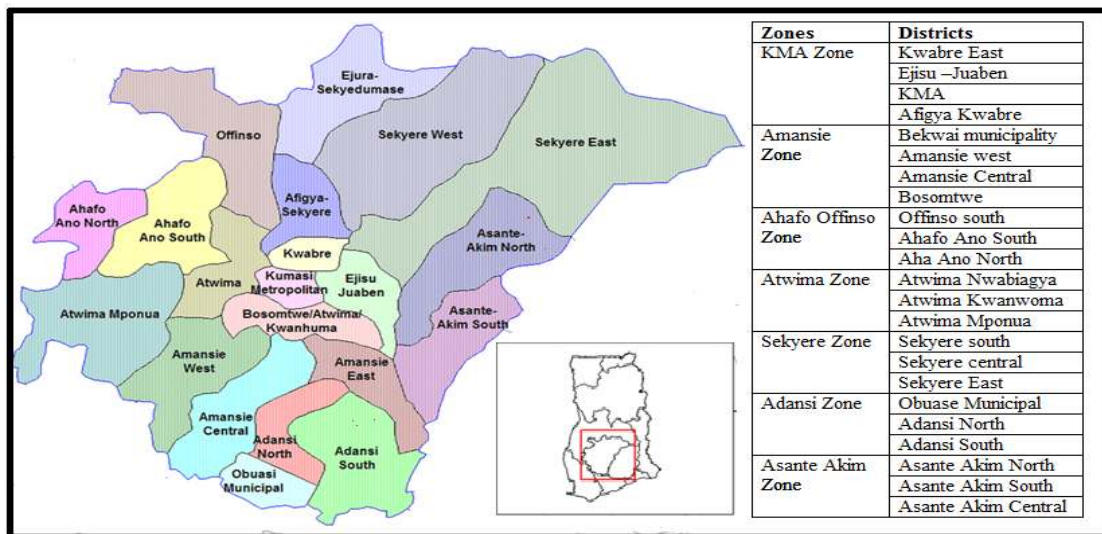 Ejura-
Sekyedumase
Offinso
Sekyere West
Sekyere East
Afigya-
Sekyere
Ahafo
Ano North
Ahafo
Ano South
Asante-
Akim North
Kwabre
Atwima
Kumasi
Metropolitan
Ejisu
Juaben
Atwima Mponua
Bosomtwe/Atwima/
Kwanhuma
Asante-
Akim South
Amansie
West
Amansie
East
Amansie
Central
Adansi
North
Adansi
South
Obuasi
Municipal
Zones Districts
KMA Zone Kwabre East
Ejisu –Juaben
KMA
Afigya Kwabre
Amansie Bekwai municipality
Zone Amansie west
Amansie Central
Bosomtwe
Ahafo Offinso Offinso south
Zone Ahafo Ano South
Aha Ano North
Atwima Zone Atwima Nwabiagya
Atwima Kwanwoma
Atwima Mponua
Sekyere Zone Sekyere south
Sekyere central
Sekyere East
Adansi Zone Obuase Municipal
Adansi North
Adansi South
Asante Akim Asante Akim North
Zone Asante Akim South
Asante Akim Central